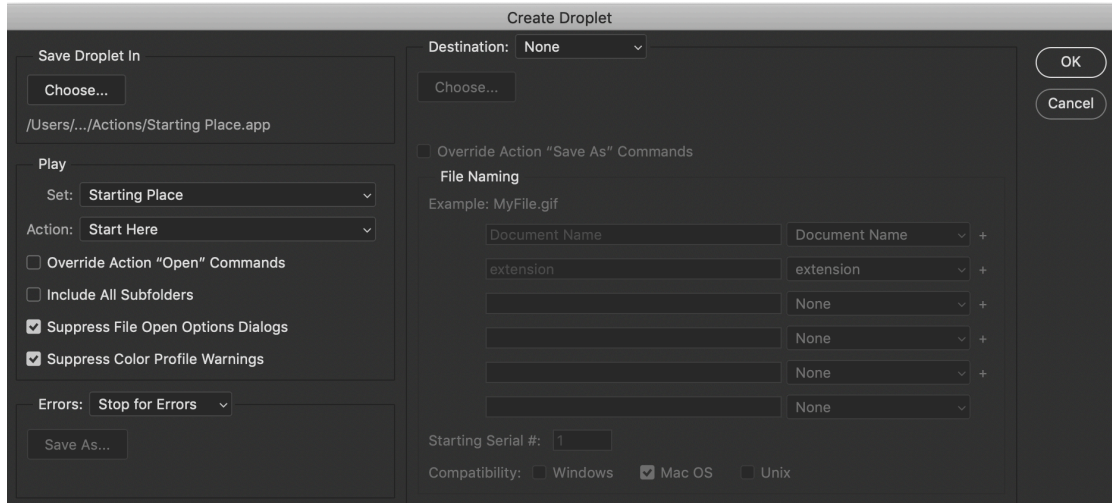 Create Droplet
Save Droplet In
Choose...
/Users/.../Actions/Starting Place.app
Play
Set: Starting Place
Action: Start Here
Override Action “Open” Commands
Include All Subfolders
Suppress File Open Options Dialogs
Suppress Color Profile Warnings
Errors: Stop for Errors
Save As...
Destination: None
Choose...
Override Action “Save As” Commands
File Naming
Example: MyFile.gif
Document Name Document Name +
extension extension +
None +
None +
None +
None
Starting Serial #: 1
Compatibility: Windows Mac OS Unix
OK
Cancel